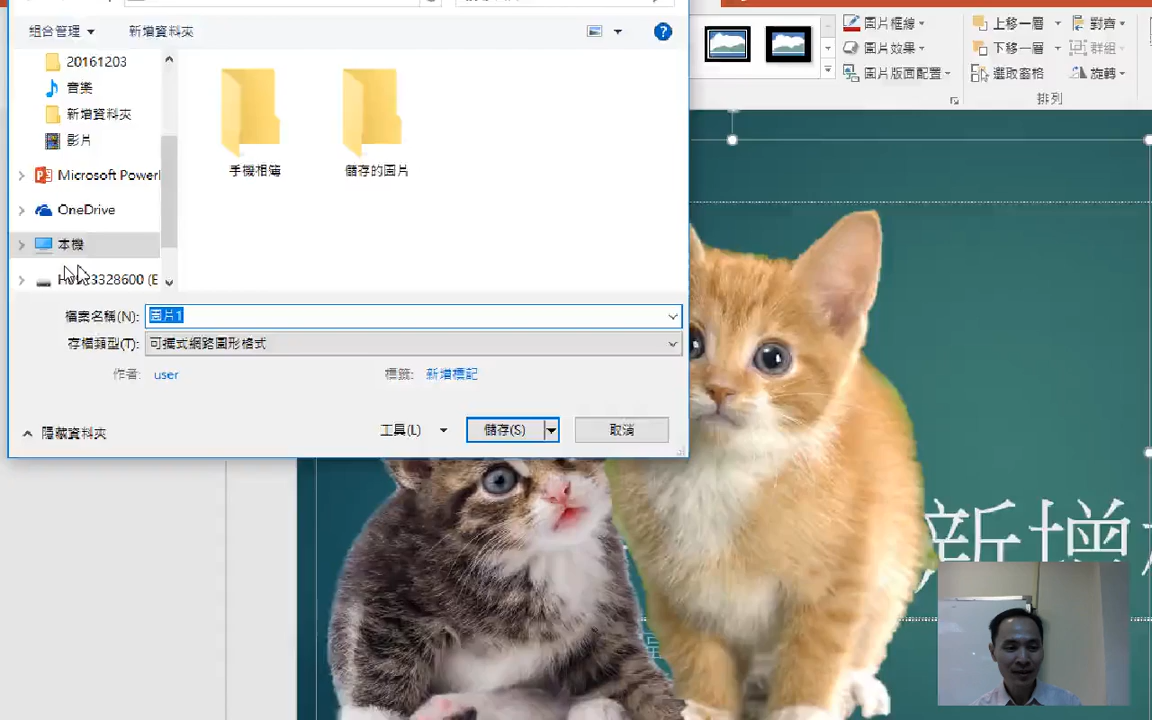 組合管理
新增資料夾
20161203
音樂
新增資料夾
影片
Microsoft PowerP
OneDrive
本機
手機相簿
儲存的圖片
檔案名稱(N): 圖片1
存檔類型(T): 可攜式網路圖形格式
作者: user
標籤: 新增標記
隱藏資料夾
工具(L)
儲存(S)
取消
圖片框線
圖片效果
圖片版面配置
上移一層
下移一層
選取窗格
對齊
群組
旋轉
排列
新增